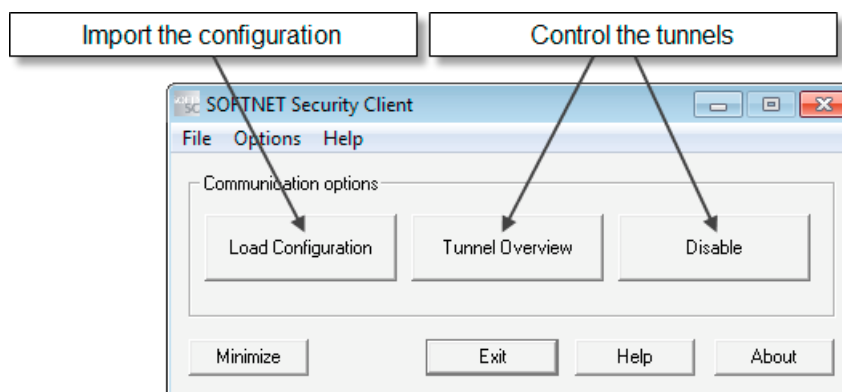 Import the configuration
Control the tunnels
SOFTNET Security Client
File Options Help
Communication options
Load Configuration
Tunnel Overview
Disable
Minimize
Exit
Help
About